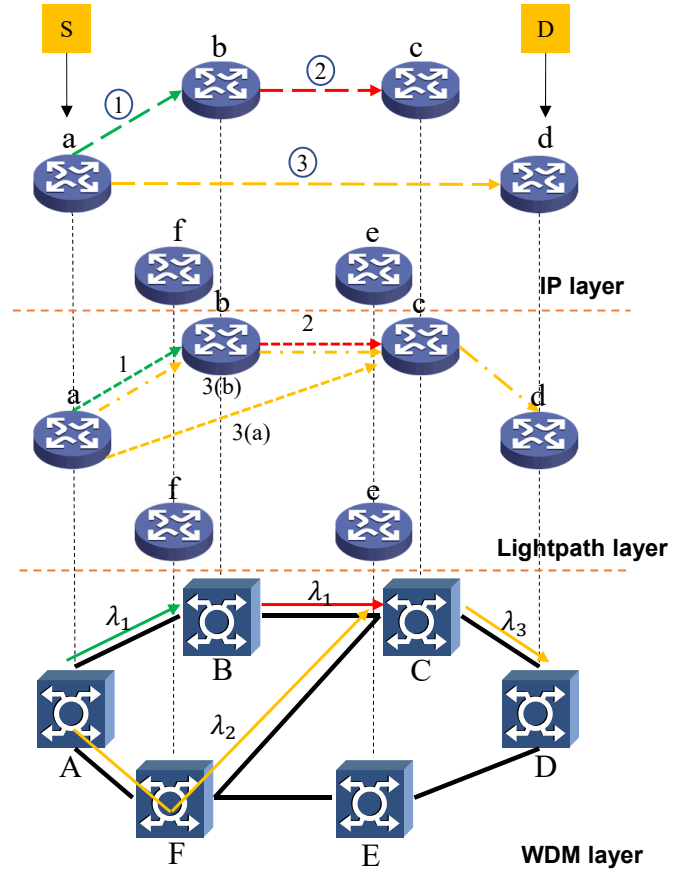 S
D
b
c
1
2
a
3
d
f
e
IP layer
b
2
c
1
a
3(b)
d
3(a)
f
e
Lightpath layer
λ₁
λ₁
λ₃
B
C
λ₂
A
D
F
E
WDM layer